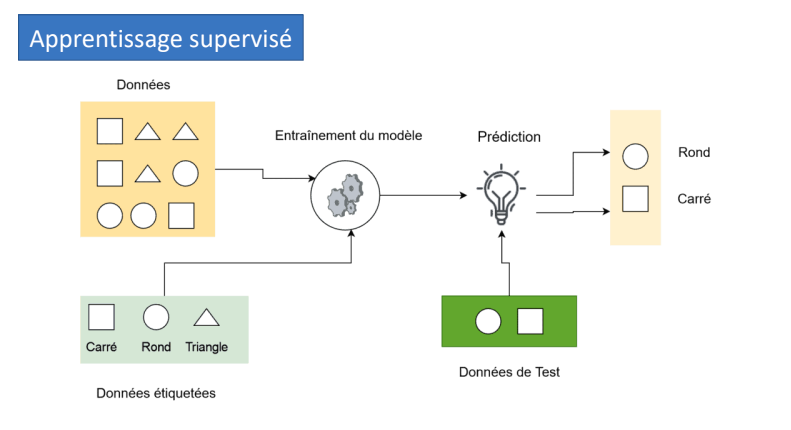 Apprentissage supervisé
Données
Entraînement du modèle
Prédiction
Rond
Carré
Carré Rond Triangle
Données étiquetées
Données de Test